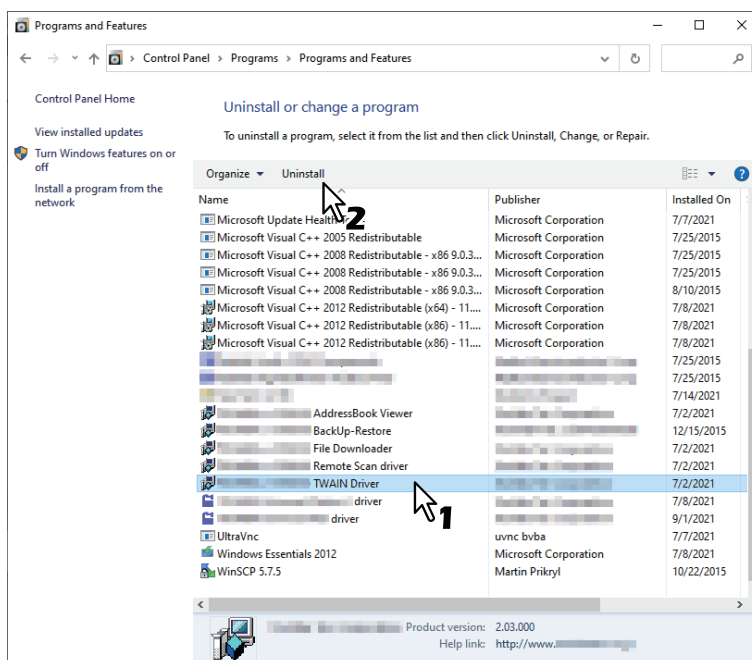 Programs and Features
Control Panel > Programs > Programs and Features
Control Panel Home
View installed updates
Turn Windows features on or
off
Install a program from the
network
Uninstall or change a program
To uninstall a program, select it from the list and then click Uninstall, Change, or Repair.
Organize Uninstall
2
Name Publisher Installed On
Microsoft Update Health Microsoft Corporation 7/7/2021
Microsoft Visual C++ 2005 Redistributable Microsoft Corporation 7/25/2015
Microsoft Visual C++ 2008 Redistributable - x86 9.0.3... Microsoft Corporation 7/25/2015
Microsoft Visual C++ 2008 Redistributable - x86 9.0.3... Microsoft Corporation 7/25/2015
Microsoft Visual C++ 2008 Redistributable - x86 9.0.3... Microsoft Corporation 8/10/2015
Microsoft Visual C++ 2012 Redistributable (x64) - 11.... Microsoft Corporation 7/8/2021
Microsoft Visual C++ 2012 Redistributable (x86) - 11.... Microsoft Corporation 7/8/2021
Microsoft Visual C++ 2012 Redistributable (x86) - 11.... Microsoft Corporation 7/8/2021
7/25/2015
7/25/2015
7/14/2021
AddressBook Viewer 7/2/2021
BackUp-Restore 12/15/2015
File Downloader 7/2/2021
Remote Scan driver 7/2/2021
TWAIN Driver 7/2/2021
1
driver 7/8/2021
driver 9/1/2021
UltraVnc uvnc bvba 7/7/2021
Windows Essentials 2012 Microsoft Corporation 7/8/2021
WinSCP 5.7.5 Martin Prikryl 10/22/2015
Product version: 2.03.000
Help link: http://www.